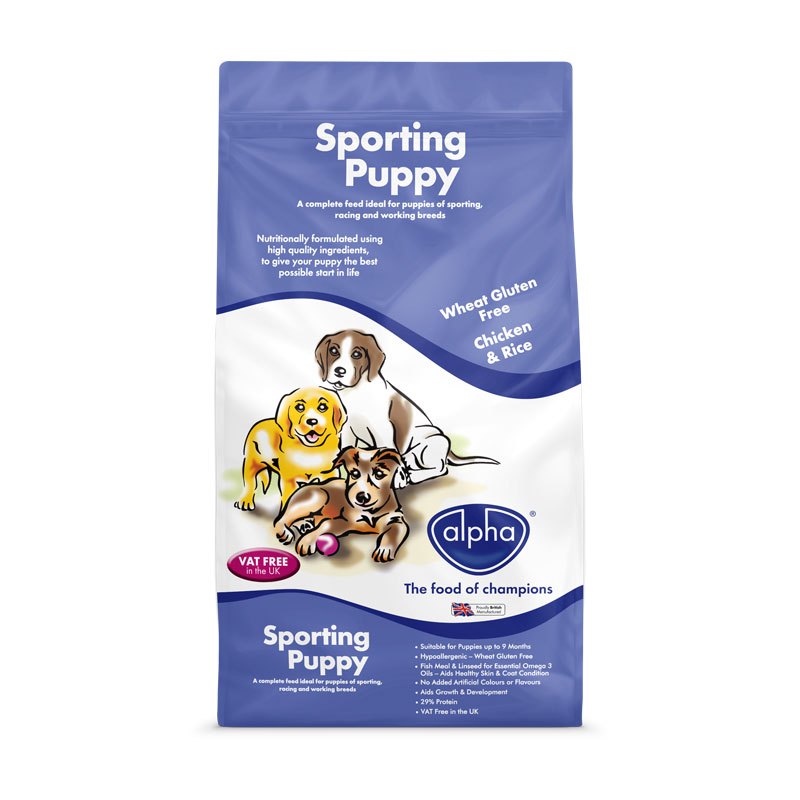 Sporting
Puppy
A complete feed ideal for puppies of sporting,
racing and working breeds
Nutritionally formulated using
high quality ingredients,
to give your puppy the best
possible start in life
Wheat Gluten
Free
Chicken
& Rice
alpha®
VAT FREE
in the UK
The food of champions
Proudly British
Manufactured
Sporting
Puppy
A complete feed ideal for puppies of sporting,
racing and working breeds
• Suitable for Puppies up to 9 Months
• Hypoallergenic – Wheat Gluten Free
• Fish Meal & Linseed for Essential Omega 3
Oils – Aids Healthy Skin & Coat Condition
• No Added Artificial Colours or Flavours
• Aids Growth & Development
• 29% Protein
• VAT Free in the UK